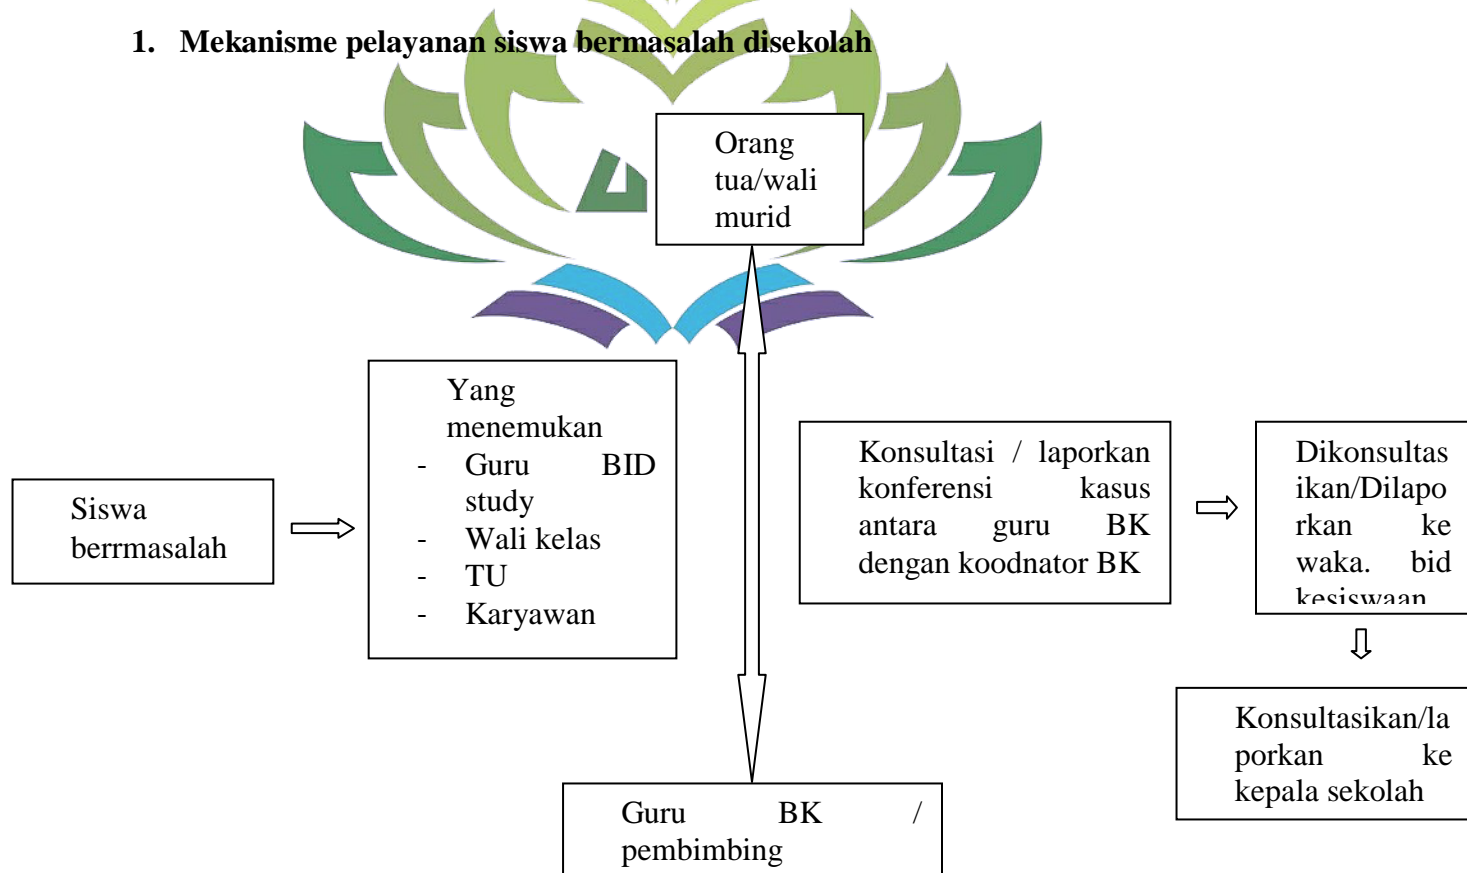 1. Mekanisme pelayanan siswa bermasalah disekolah
Orang
tua/wali
murid
Siswa
berrmasalah
Yang
menemukan
- Guru BID
study
- Wali kelas
- TU
- Karyawan
Konsultasi / laporkan
konferensi kasus
antara guru BK
dengan koodnator BK
Dikonsultas
ikan/Dilapo
rkan ke
waka. bid
kesiswaan
Konsultasikan/la
porkan ke
kepala sekolah
Guru BK /
pembimbing